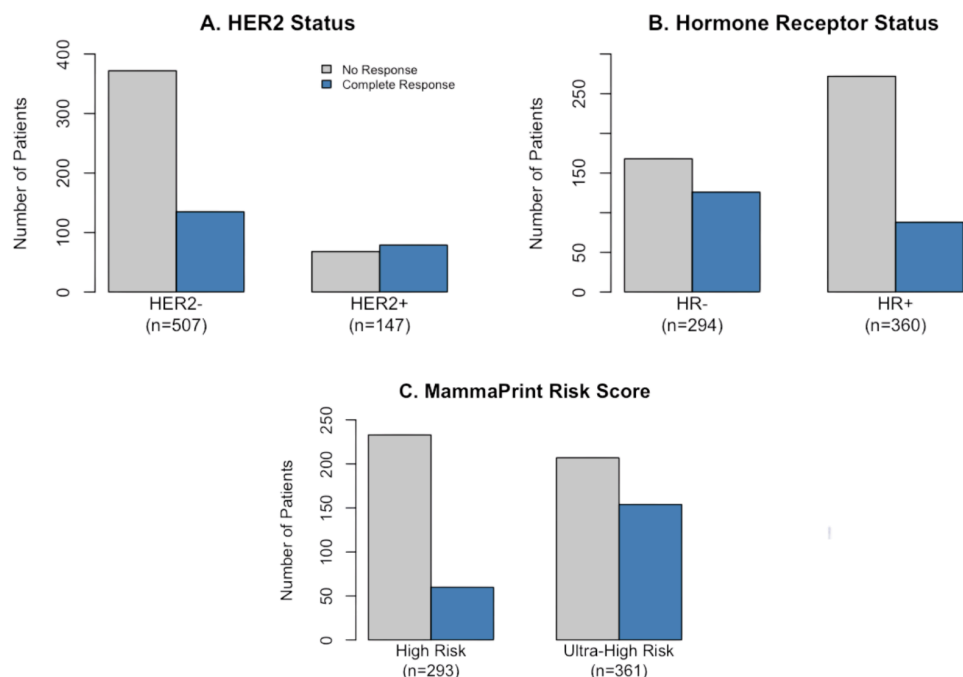 A. HER2 Status
Number of Patients
400
300
200
100
0
No Response
Complete Response
HER2-
(n=507)
HER2+
(n=147)
B. Hormone Receptor Status
Number of Patients
250
150
50
0
HR-
(n=294)
HR+
(n=360)
C. MammaPrint Risk Score
Number of Patients
250
200
150
100
50
0
High Risk
(n=293)
Ultra-High Risk
(n=361)